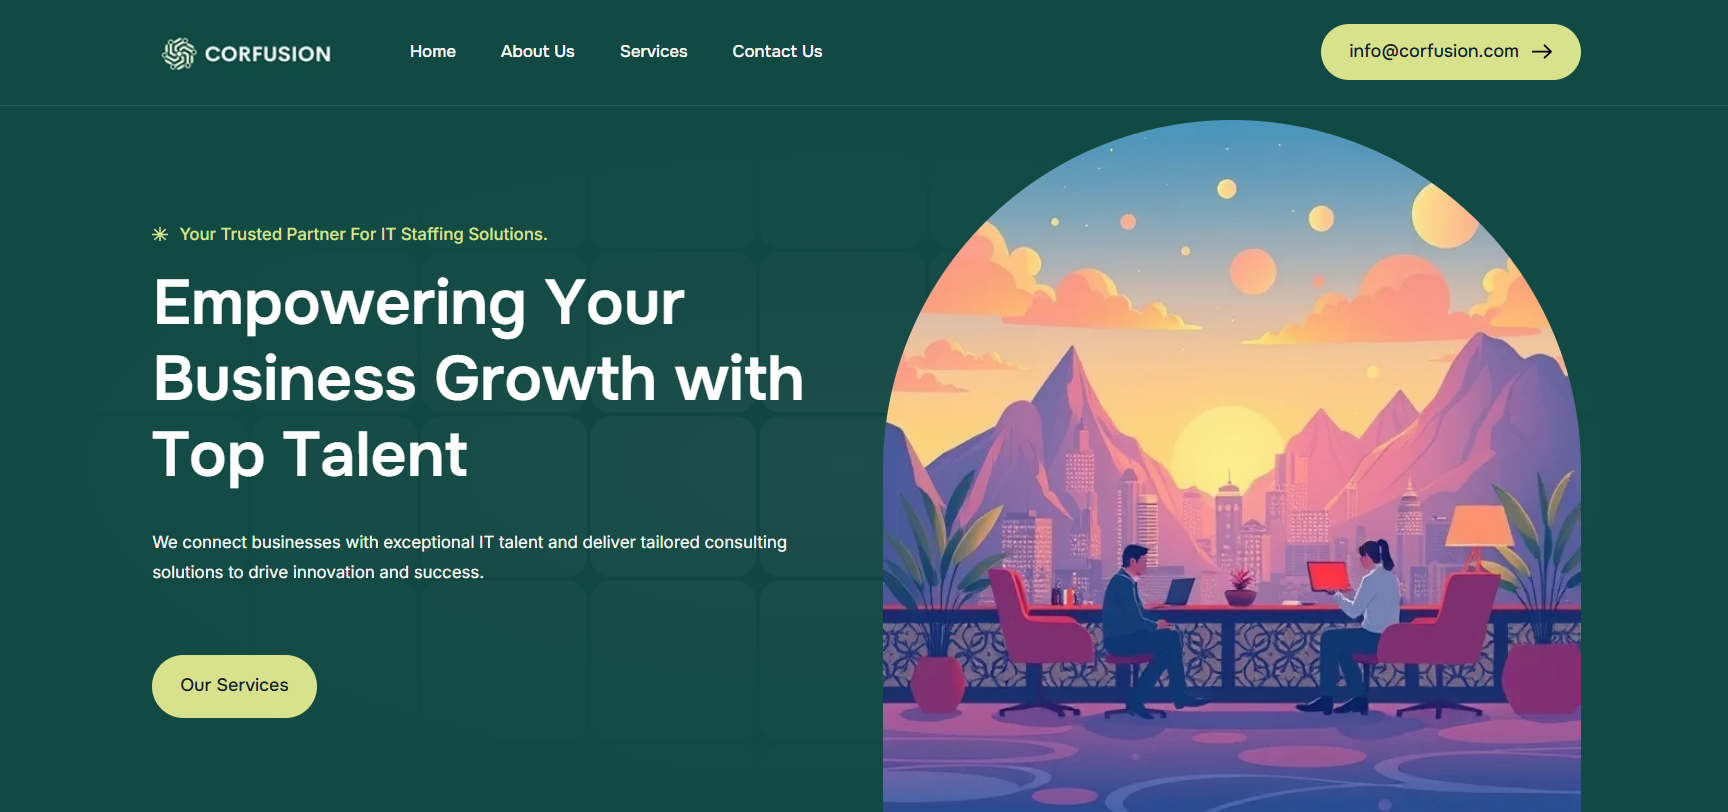 CORFUSION
Home
About Us
Services
Contact Us
info@corfusion.com
Your Trusted Partner For IT Staffing Solutions.
Empowering Your
Business Growth with
Top Talent
We connect businesses with exceptional IT talent and deliver tailored consulting
solutions to drive innovation and success.
Our Services